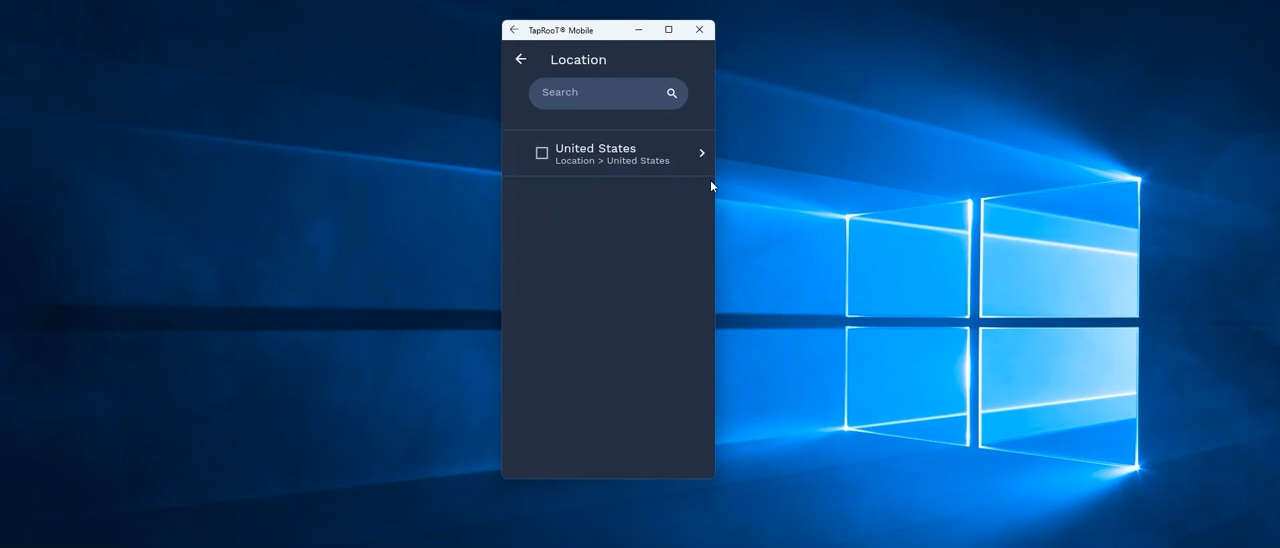 TapRooT® Mobile
Location
Search
United States
Location > United States